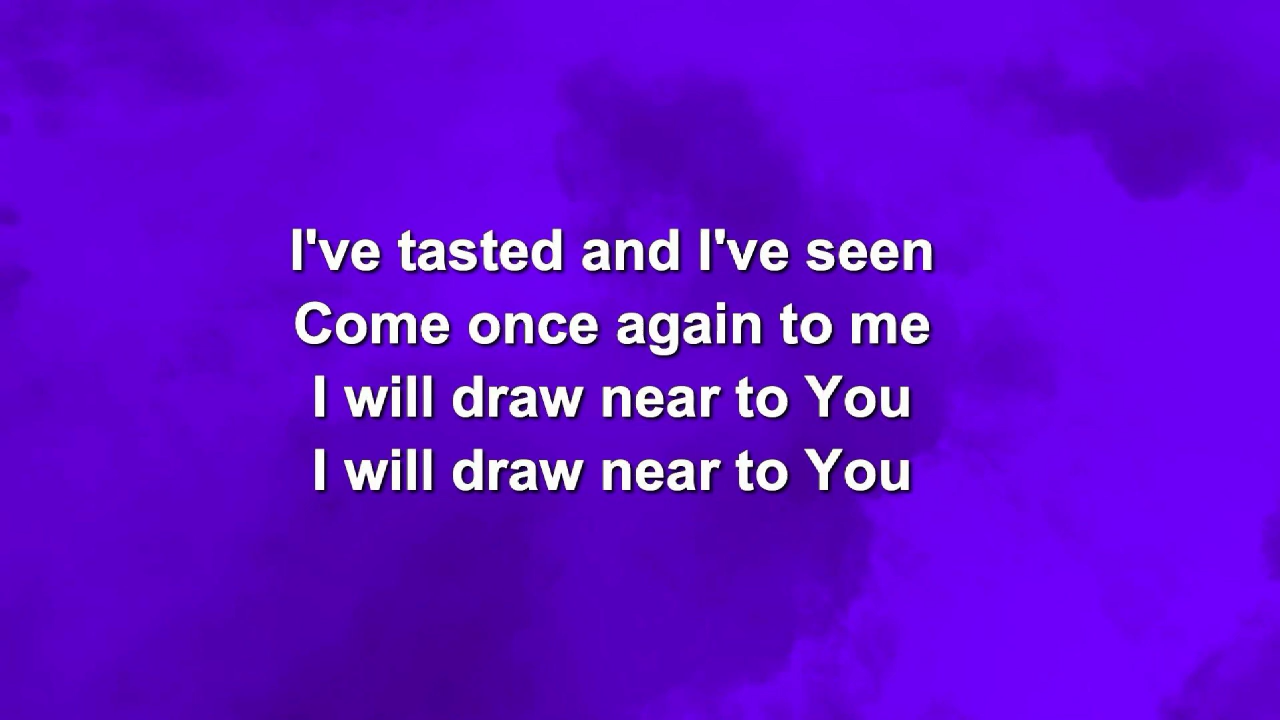 I've tasted and I've seen
Come once again to me
I will draw near to You
I will draw near to You